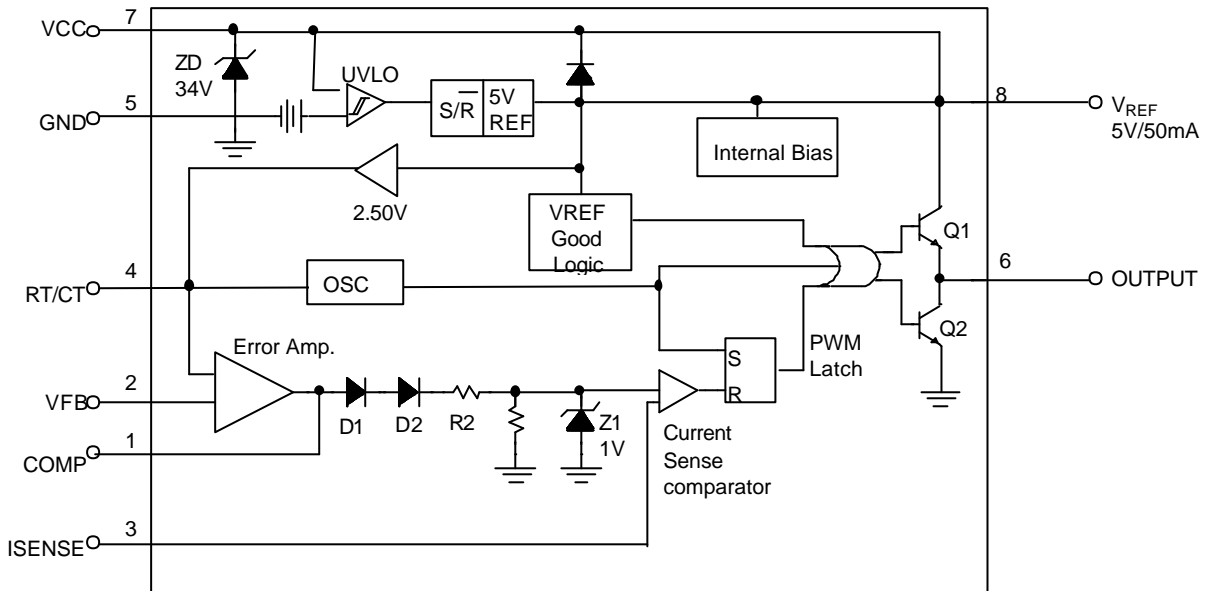 VCC
7
ZD
34V
UVLO
S/R
5V
REF
5
GND
8
VREF
5V/50mA
Internal Bias
2.50V
VREF
Good
Logic
Q1
4
RT/CT
OSC
6
OUTPUT
Q2
Error Amp.
PWM
Latch
S
R
2
VFB
D1
D2
R2
Z1
1V
Current
Sense
comparator
1
COMP
3
ISENSE